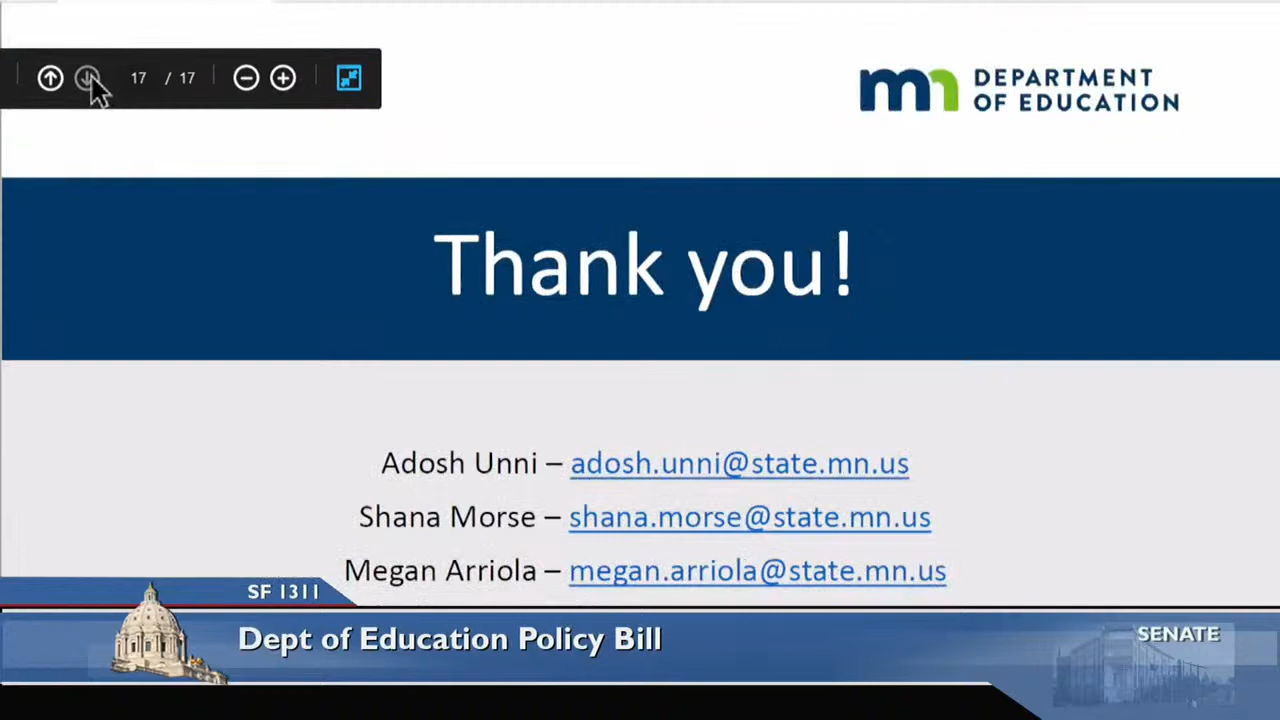 17 / 17
mn DEPARTMENT
OF EDUCATION
Thank you!
Adosh Unni – adosh.unni@state.mn.us
Shana Morse – shana.morse@state.mn.us
Megan Arriola – megan.arriola@state.mn.us
SF 1311
Dept of Education Policy Bill
SENATE